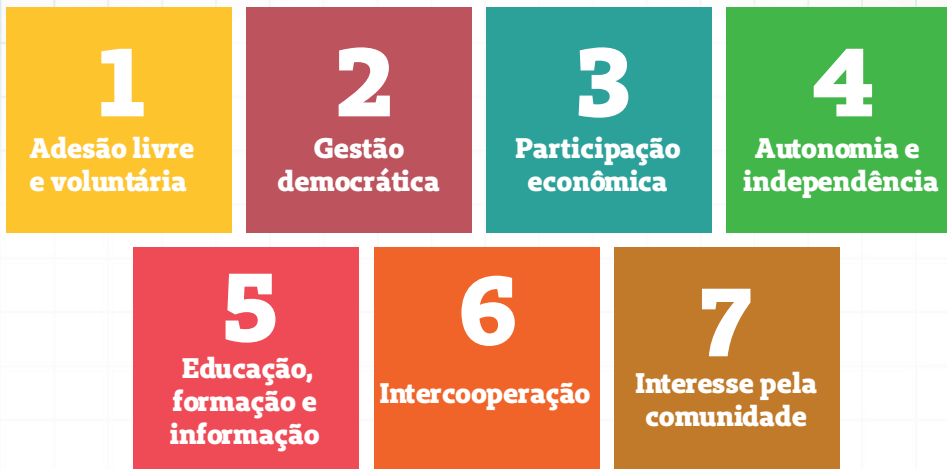 1
Adesão livre
e voluntária
2
Gestão
democrática
3
Participação
econômica
4
Autonomia e
independência
5
Educação,
formação e
informação
6
Intercooperação
7
Interesse pela
comunidade